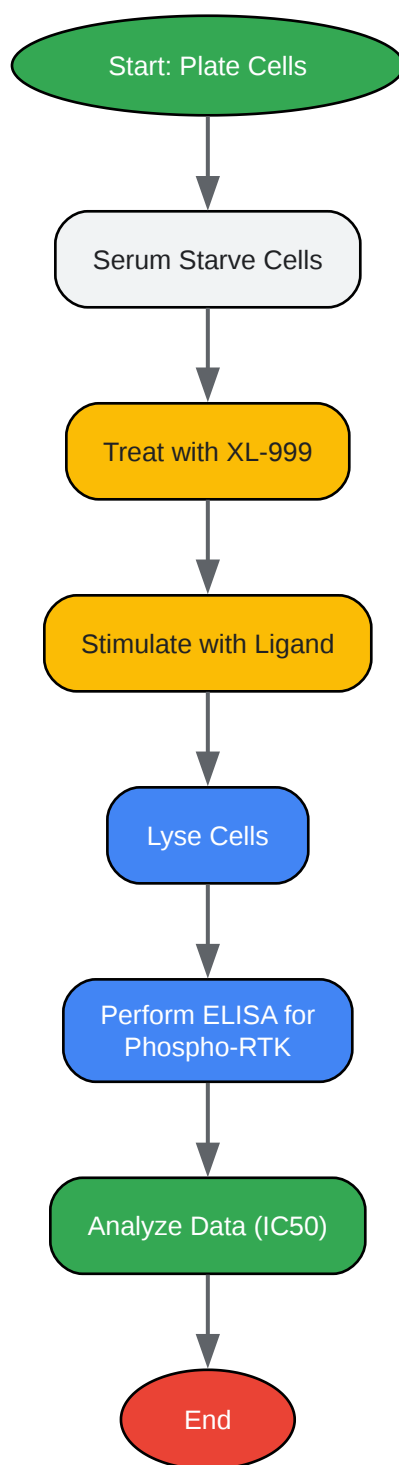 Start: Plate Cells
Serum Starve Cells
Treat with XL-999
Stimulate with Ligand
Lyse Cells
Perform ELISA for
Phospho-RTK
Analyze Data (IC50)
End